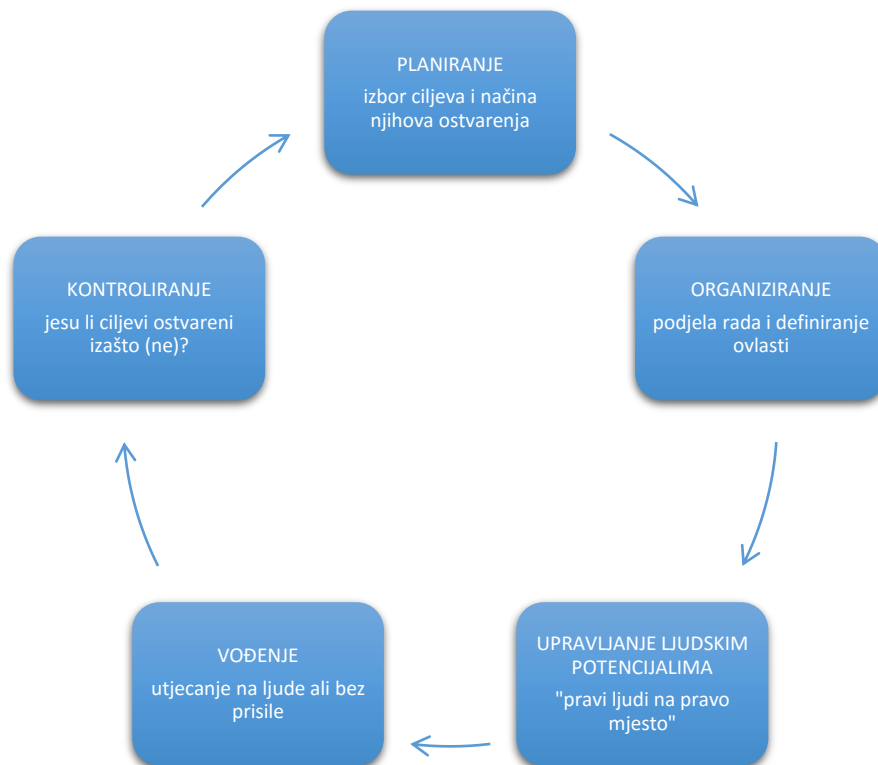 PLANIRANJE
izbor ciljeva i načina
njihova ostvarenja
ORGANIZIRANJE
podjela rada i definiranje
ovlasti
UPRAVLJANJE LJUDSKIM
POTENCIJALIMA
"pravi ljudi na pravo
mjesto"
VOĐENJE
utjecanje na ljude ali bez
prisile
KONTROLIRANJE
jesu li ciljevi ostvareni
izašto (ne)?